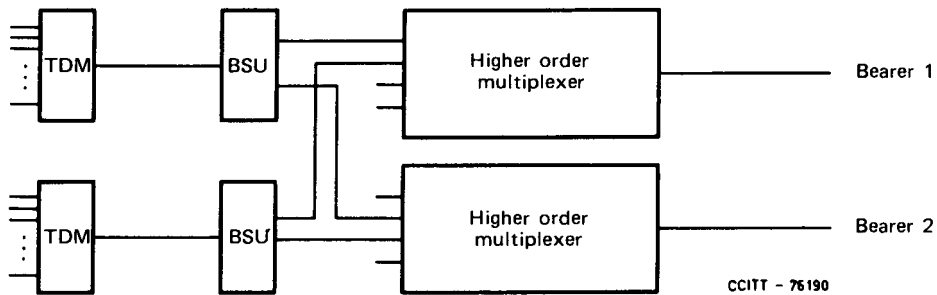 TDM
BSU
Higher order
multiplexer
Bearer 1
TDM
BSU
Higher order
multiplexer
Bearer 2
CCITT - 76190